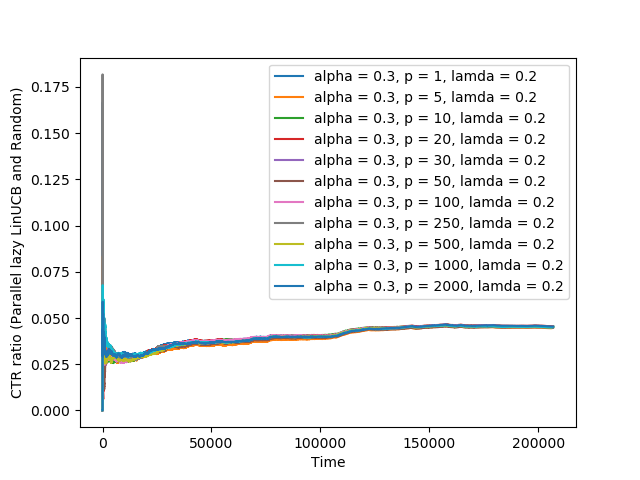 0.175
0.150
0.125
0.100
0.075
0.050
0.025
0.000
CTR ratio (Parallel lazy LinUCB and Random)
alpha = 0.3, p = 1, lamda = 0.2
alpha = 0.3, p = 5, lamda = 0.2
alpha = 0.3, p = 10, lamda = 0.2
alpha = 0.3, p = 20, lamda = 0.2
alpha = 0.3, p = 30, lamda = 0.2
alpha = 0.3, p = 50, lamda = 0.2
alpha = 0.3, p = 100, lamda = 0.2
alpha = 0.3, p = 250, lamda = 0.2
alpha = 0.3, p = 500, lamda = 0.2
alpha = 0.3, p = 1000, lamda = 0.2
alpha = 0.3, p = 2000, lamda = 0.2
0 50000 100000 150000 200000
Time